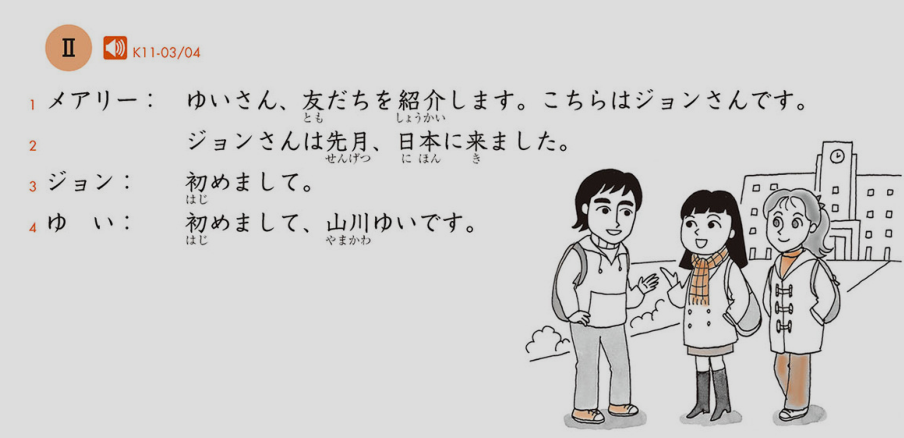 Ⅱ K11-03/04
1 メアリー： ゆいさん、友だちを紹介します。こちらはジョンさんです。
とも しょうかい
2 ジョンさんは先月、日本に来ました。
せんげつ に ほん き
3 ジョン： 初めまして。
はじ
4 ゆ い： 初めまして、山川ゆいです。
はじ やまかわ